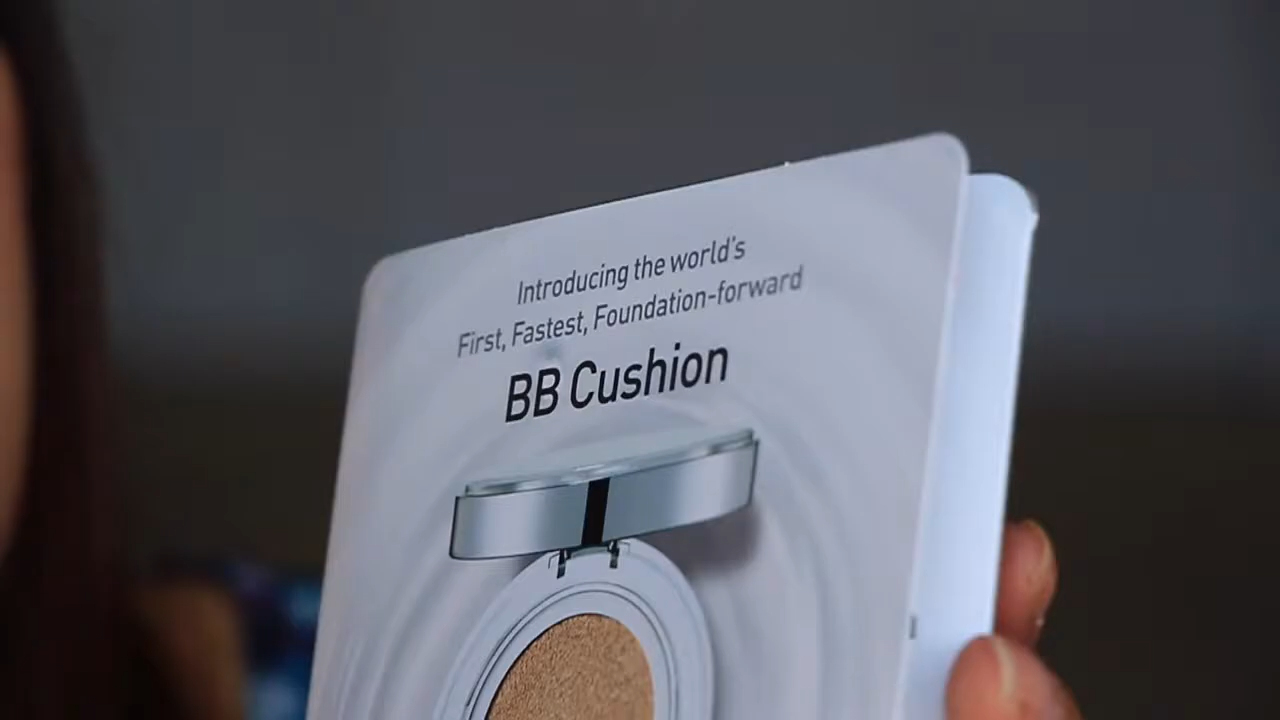 Introducing the world's
First, Fastest, Foundation-forward
BB Cushion